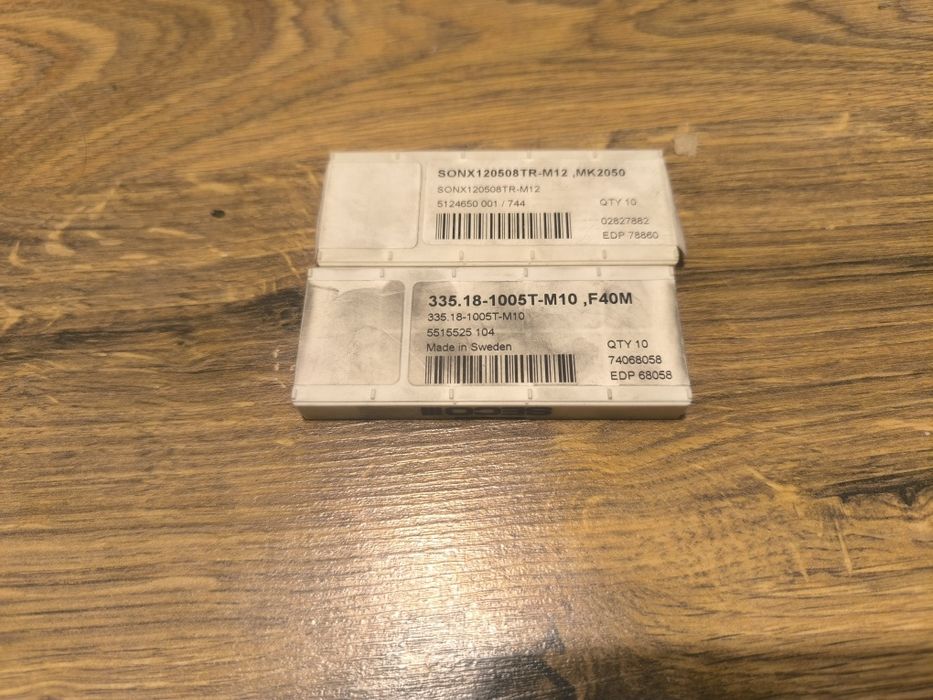 SONX120508TR-M12 ,MK2050
SONX120508TR-M12
5124650 001 / 744
QTY 10
02827882
EDP 78860
335.18-1005T-M10 ,F40M
335.18-1005T-M10
5515525 104
Made in Sweden
QTY 10
74068058
EDP 68058
SECO